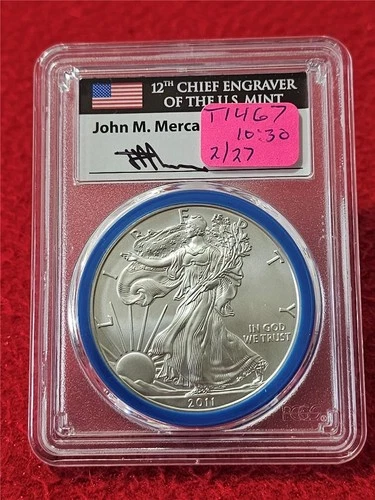 12TH CHIEF ENGRAVER
OF THE U.S. MINT
John M. Merca
T1467
10:30
2/27
LIBERTY
IN GOD
WE TRUST
2011
PCGS